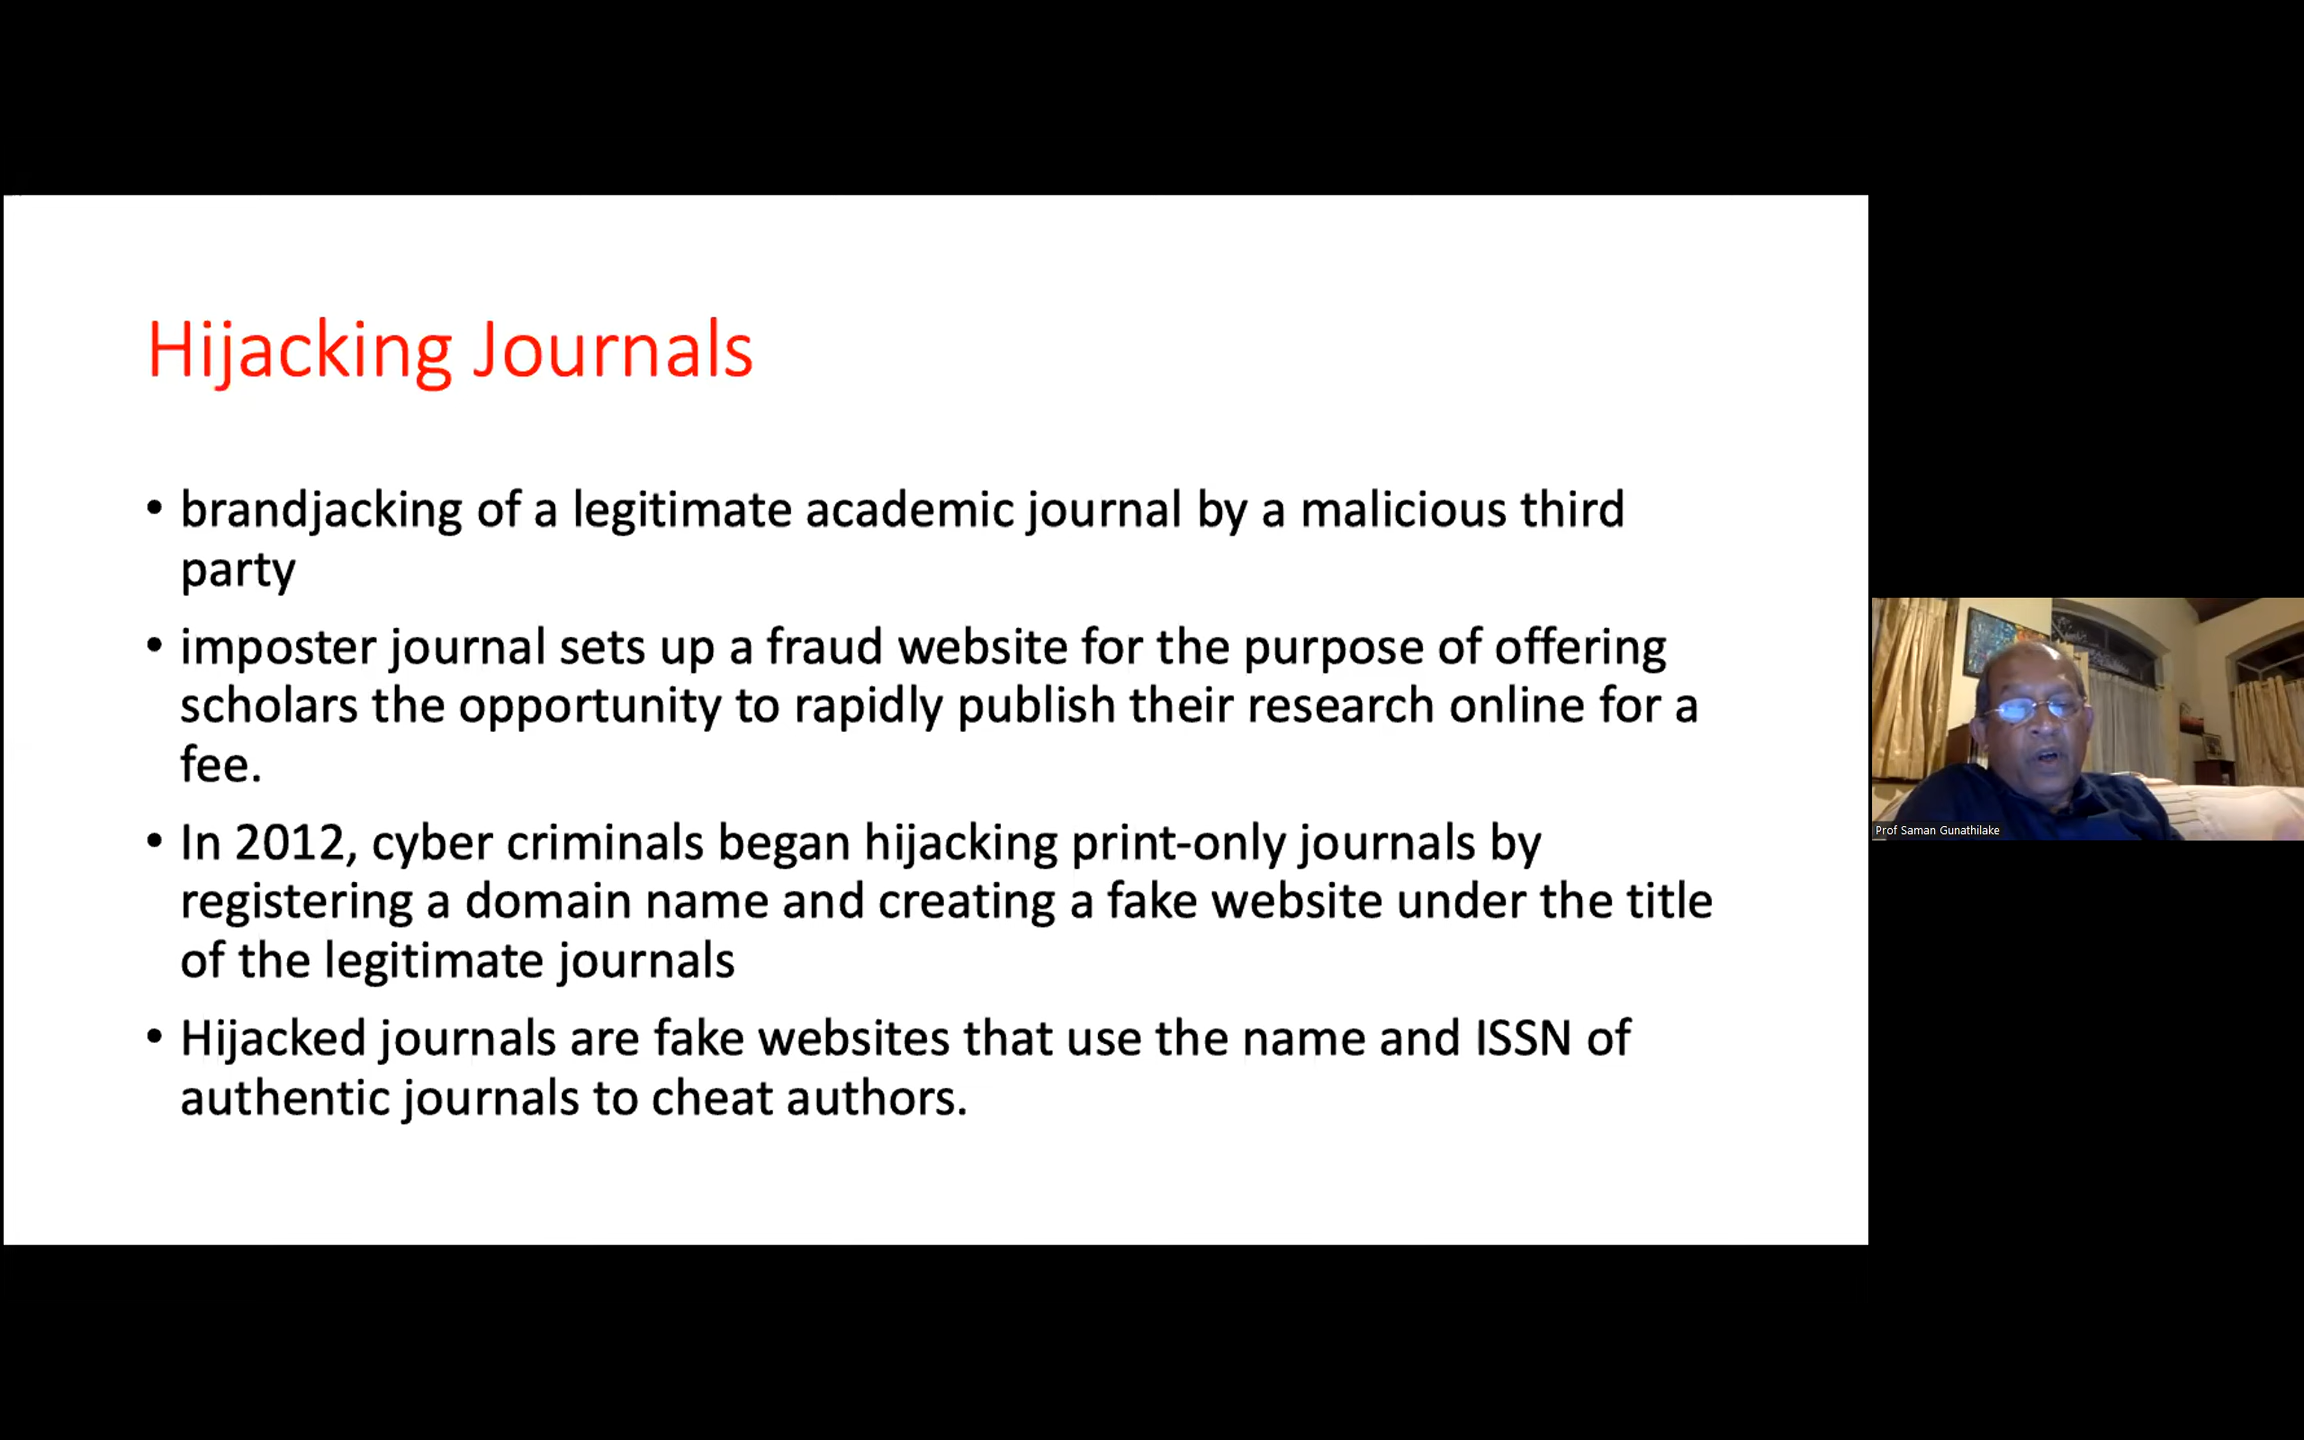 Hijacking Journals
• brandjacking of a legitimate academic journal by a malicious third
party
• imposter journal sets up a fraud website for the purpose of offering
scholars the opportunity to rapidly publish their research online for a
fee.
• In 2012, cyber criminals began hijacking print-only journals by
registering a domain name and creating a fake website under the title
of the legitimate journals
• Hijacked journals are fake websites that use the name and ISSN of
authentic journals to cheat authors.
Prof Saman Gunathilake